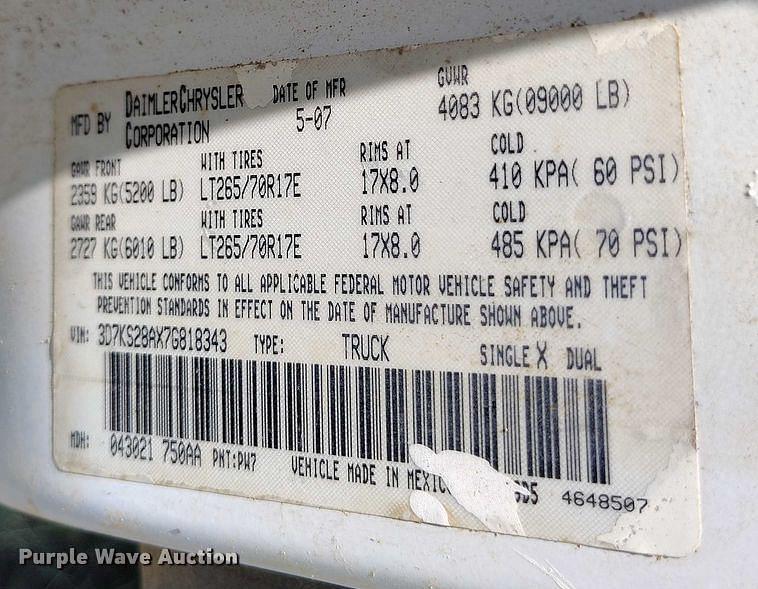 MFD BY DAIMLERCHRYSLER CORPORATION DATE OF MFR 5-07 GVWR 4083 KG(09000 LB)
GAWR FRONT WITH TIRES RIMS AT COLD
2359 KG(5200 LB) LT265/70R17E 17X8.0 410 KPA( 60 PSI)
GAWR REAR WITH TIRES RIMS AT COLD
2727 KG(6010 LB) LT265/70R17E 17X8.0 485 KPA( 70 PSI)
THIS VEHICLE CONFORMS TO ALL APPLICABLE FEDERAL MOTOR VEHICLE SAFETY AND THEFT
PREVENTION STANDARDS IN EFFECT ON THE DATE OF MANUFACTURE SHOWN ABOVE.
VIN: 3D7KS28AX7G818343 TYPE: TRUCK SINGLE X DUAL
MDH: 043021 750AA PNT:PW7 VEHICLE MADE IN 4648507
Purple Wave Auction